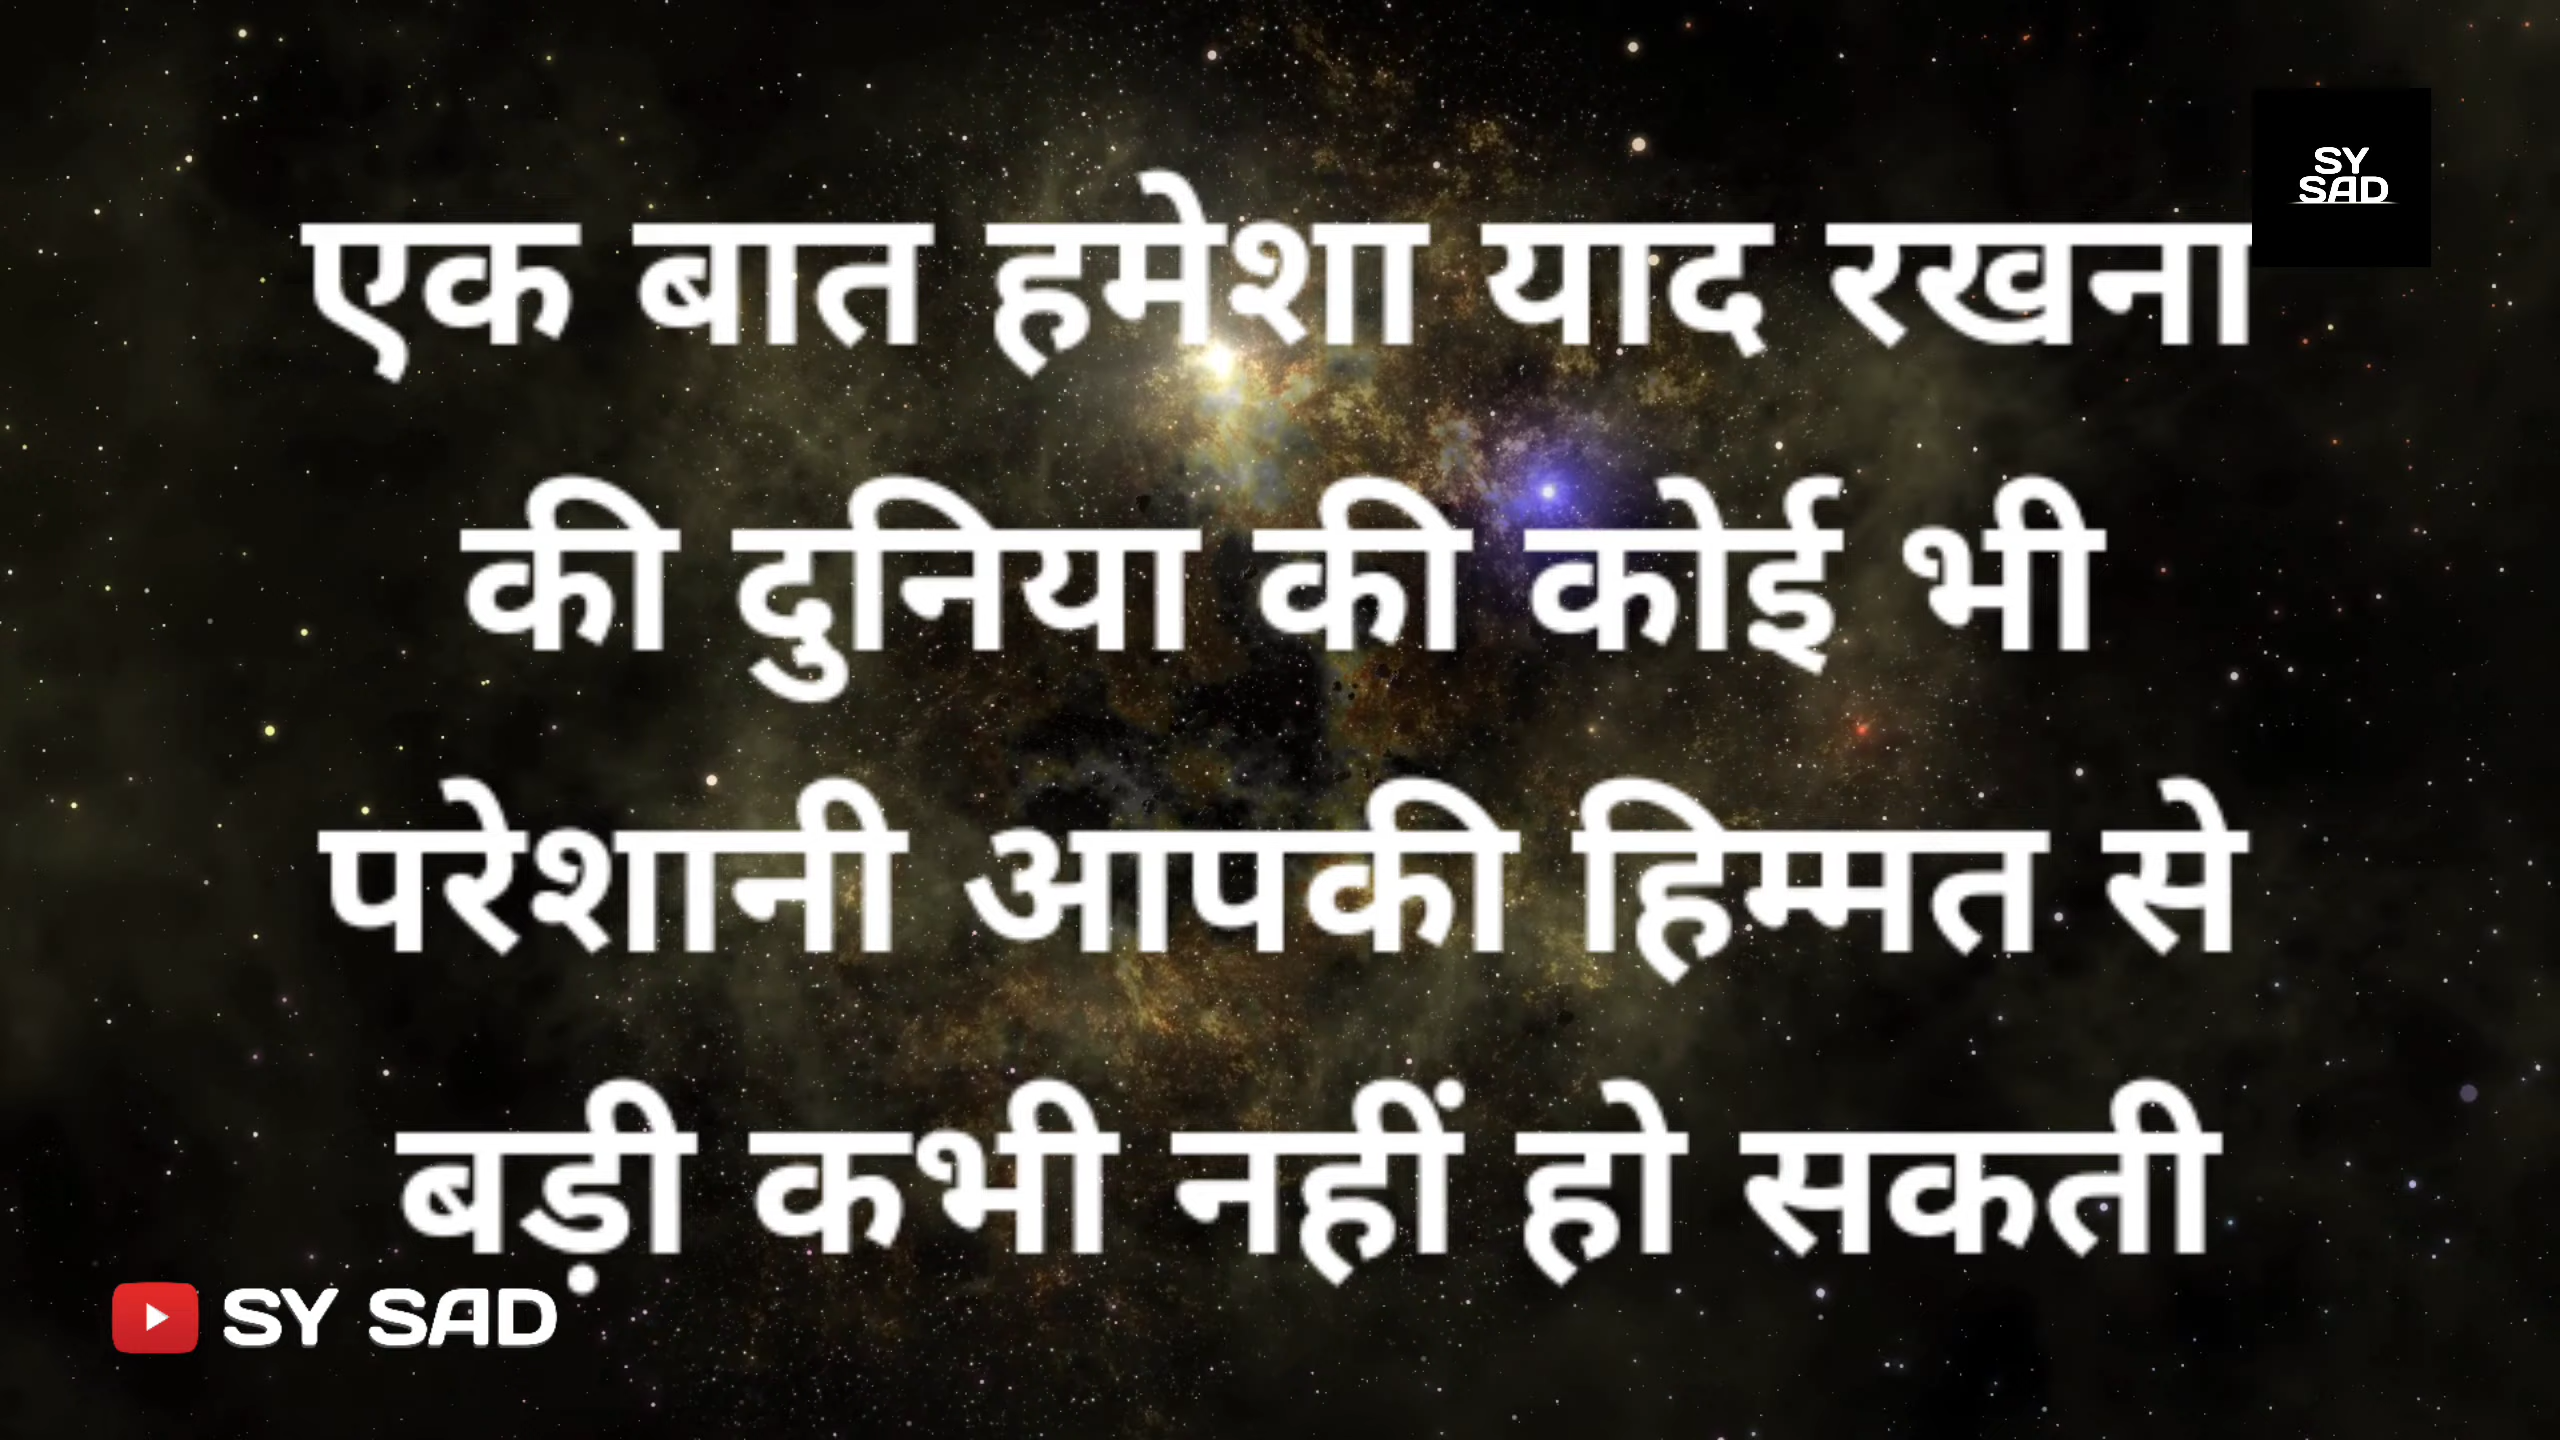 SY
SAD
एक बात हमेशा याद रखना
की दुनिया की कोई भी
परेशानी आपकी हिम्मत से
बड़ी कभी नहीं हो सकती
SY SAD